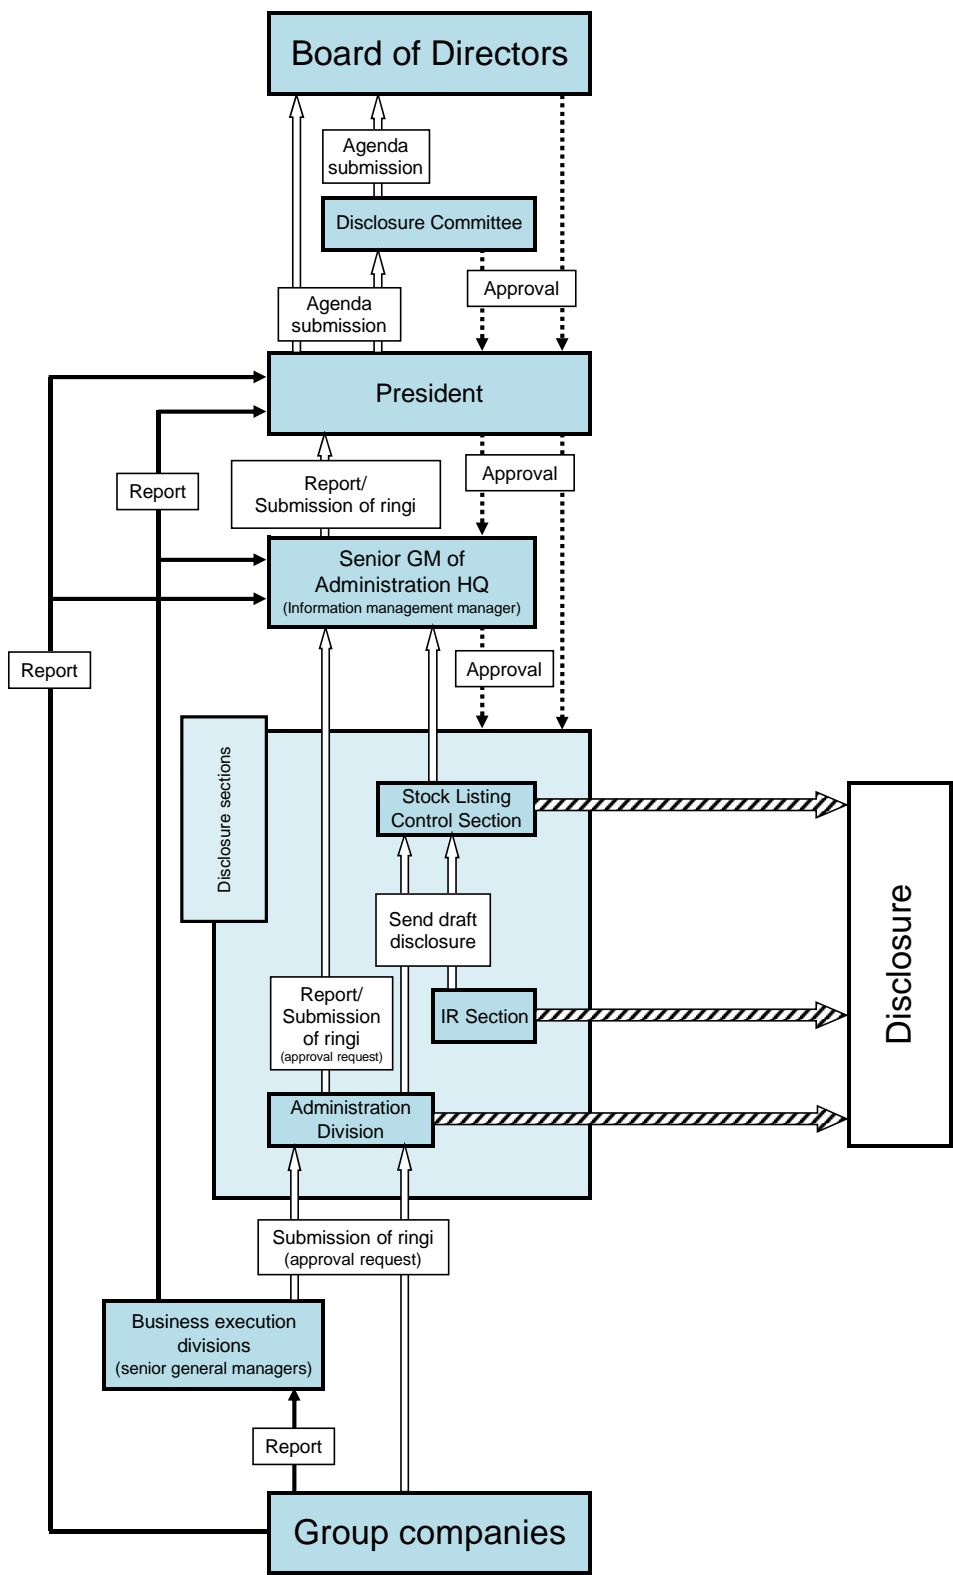 Board of Directors
Agenda
submission
Disclosure Committee
Approval
Agenda
submission
President
Report/
Submission of ringi
Approval
Report
Senior GM of
Administration HQ
(Information management manager)
Report
Approval
Disclosure sections
Stock Listing
Control Section
Disclosure
Send draft
disclosure
Report/
Submission
of ringi
(approval request)
IR Section
Administration
Division
Submission of ringi
(approval request)
Business execution
divisions
(senior general managers)
Report
Group companies